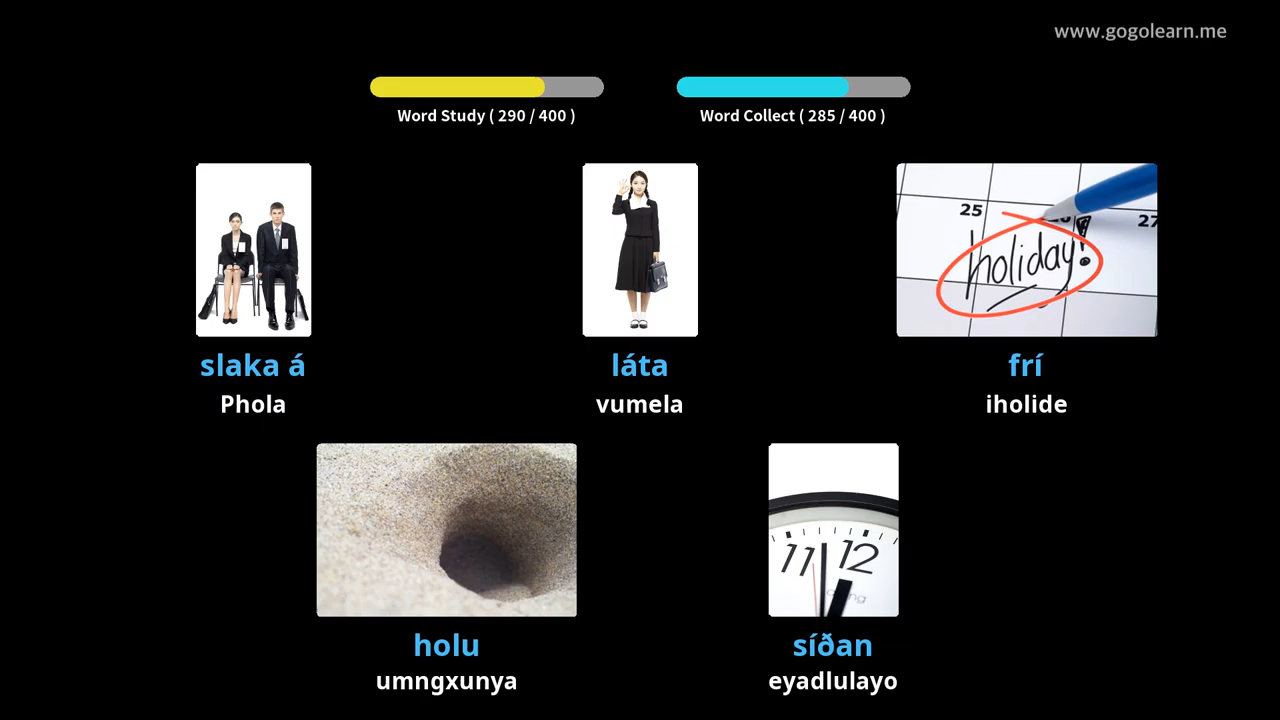 www.gogolearn.me
Word Study ( 290 / 400 )
Word Collect ( 285 / 400 )
25
27
holiday!
slaka á
Phola
láta
vumela
frí
iholide
11 12
holu
umngxunya
síðan
eyadlulayo